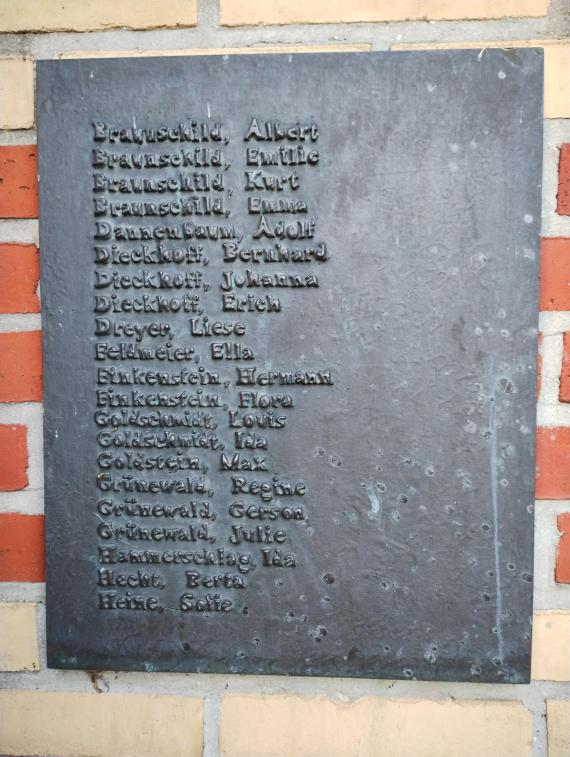 Braunschild, Albert
Braunschild, Emilie
Braunschild, Kurt
Braunschild, Emma
Dannenbaum, Adolf
Dieckhoff, Bernhard
Dieckhoff, Johanna
Dieckhoff, Erich
Dreyer, Liese
Feldmeier, Ella
Finkenstein, Hermann
Finkenstein, Flora
Goldschmidt, Louis
Goldschmidt, Ida
Goldstein, Max
Grünewald, Regine
Grünewald, Gerson
Grünewald, Julie
Hammerschlag, Ida
Hecht, Berta
Heine, Sofie